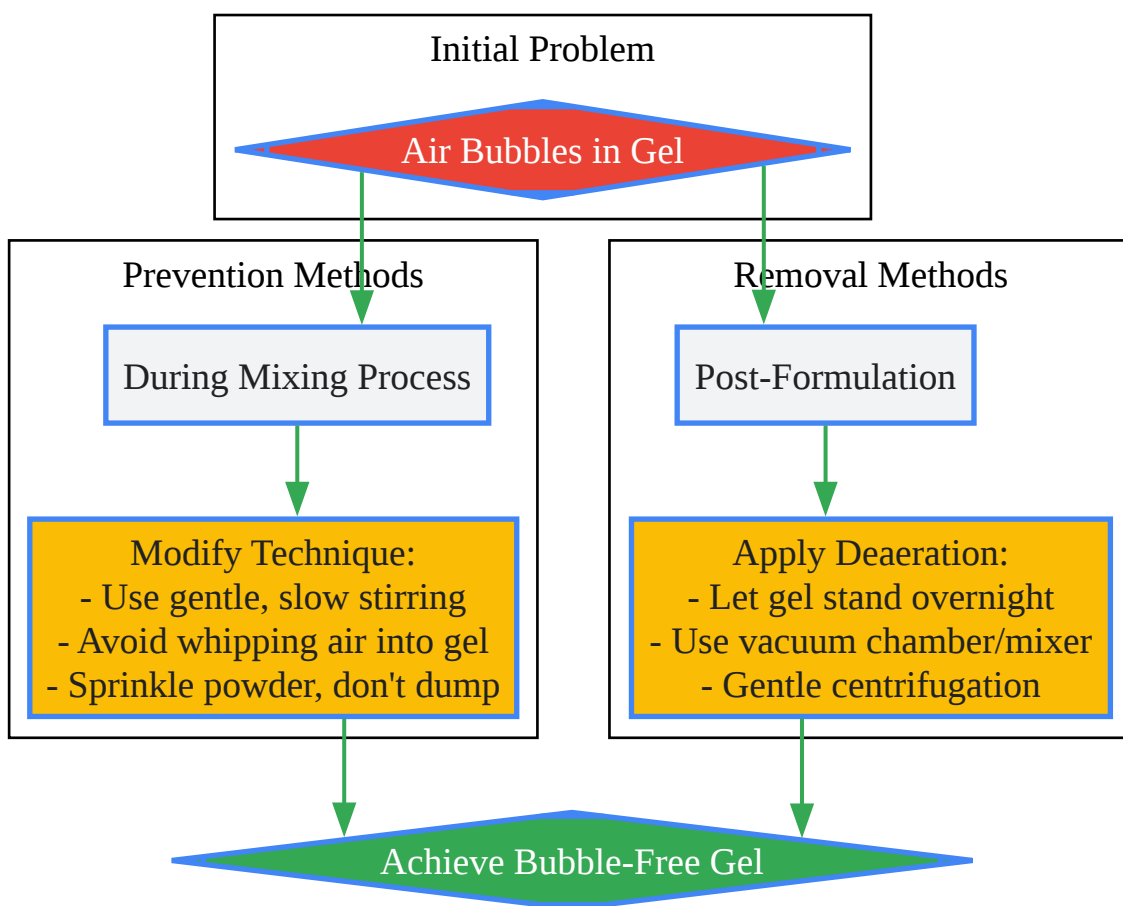 Initial Problem
Air Bubbles in Gel
Prevention Methods
During Mixing Process
Modify Technique:
- Use gentle, slow stirring
- Avoid whipping air into gel
- Sprinkle powder, don't dump
Removal Methods
Post-Formulation
Apply Deaeration:
- Let gel stand overnight
- Use vacuum chamber/mixer
- Gentle centrifugation
Achieve Bubble-Free Gel